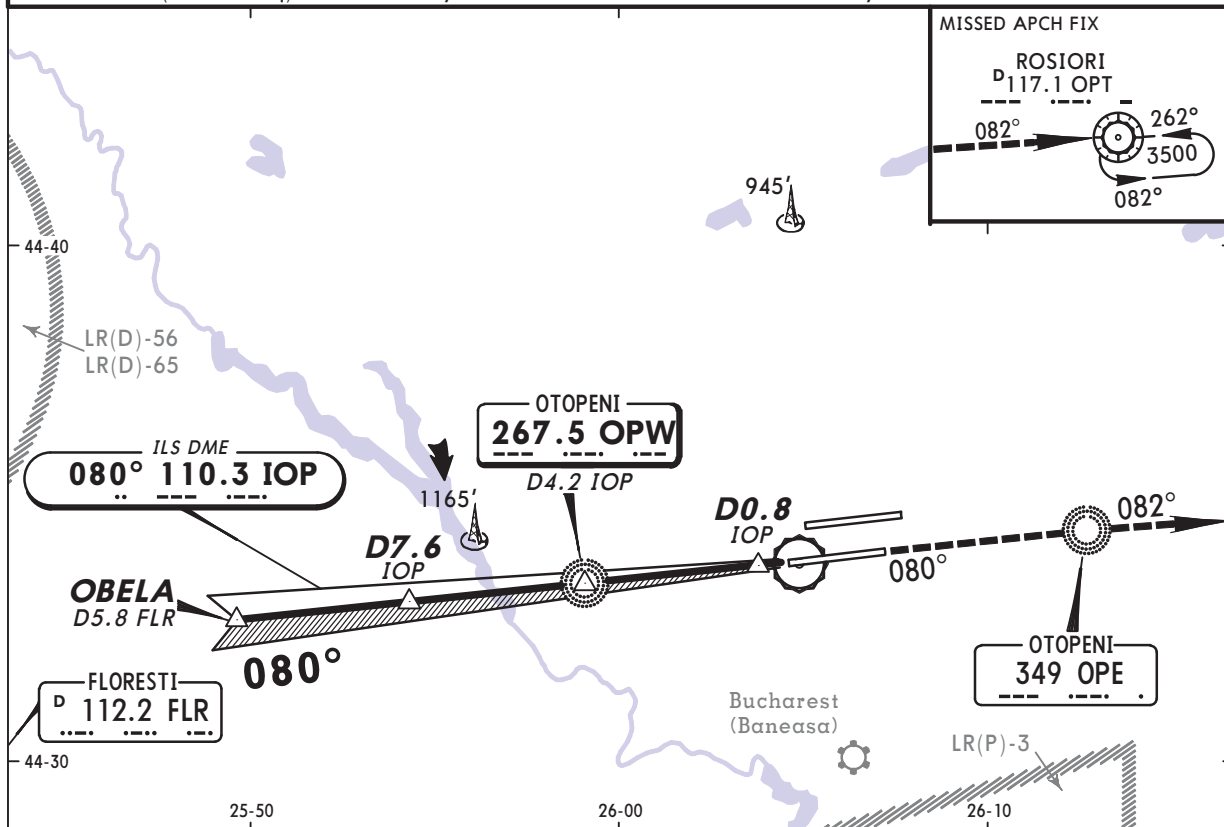 MISSED APCH FIX
ROSIORI
D 117.1 OPT
082°
262°
3500
082°
945'
44-40
LR(D)-56
LR(D)-65
OTOPENI
267.5 OPW
D4.2 IOP
ILS DME
080° 110.3 IOP
1165'
D0.8
IOP
082°
D7.6
IOP
080°
OBELA
D5.8 FLR
080°
OTOPENI
349 OPE
FLORESTI
D 112.2 FLR
Bucharest
(Baneasa)
LR(P)-3
44-30
25-50
26-00
26-10